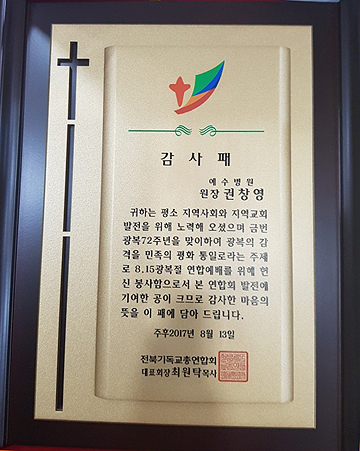 감 사 패
예 수 병 원
원장 권 창 영
귀하는 평소 지역사회와 지역교회
발전을 위해 노력해 오셨으며 금번
광복72주년을 맞이하여 광복의 감
격을 민족의 평화 통일로라는 주제
로 8.15광복절 연합예배를 위해 헌
신 봉사함으로서 본 연합회 발전에
기여한 공이 크므로 감사한 마음의
뜻을 이 패에 담아 드립니다.
주후2017년 8월 13일
전북기독교총연합회
대표회장 최원탁목사